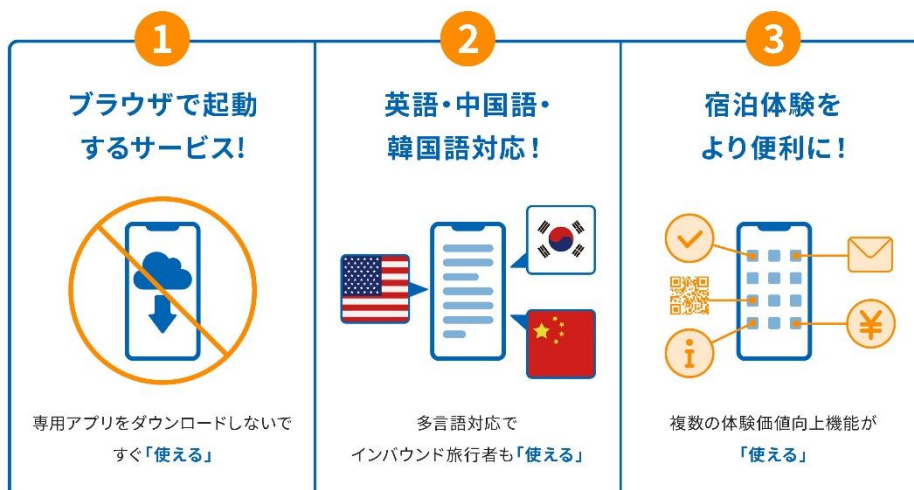 1
ブラウザで起動
するサービス!
専用アプリをダウンロードしないで
すぐ「使える」
2
英語・中国語・
韓国語対応!
多言語対応で
インバウンド旅行者も「使える」
3
宿泊体験を
より便利に!
i
¥
複数の体験価値向上機能が
「使える」